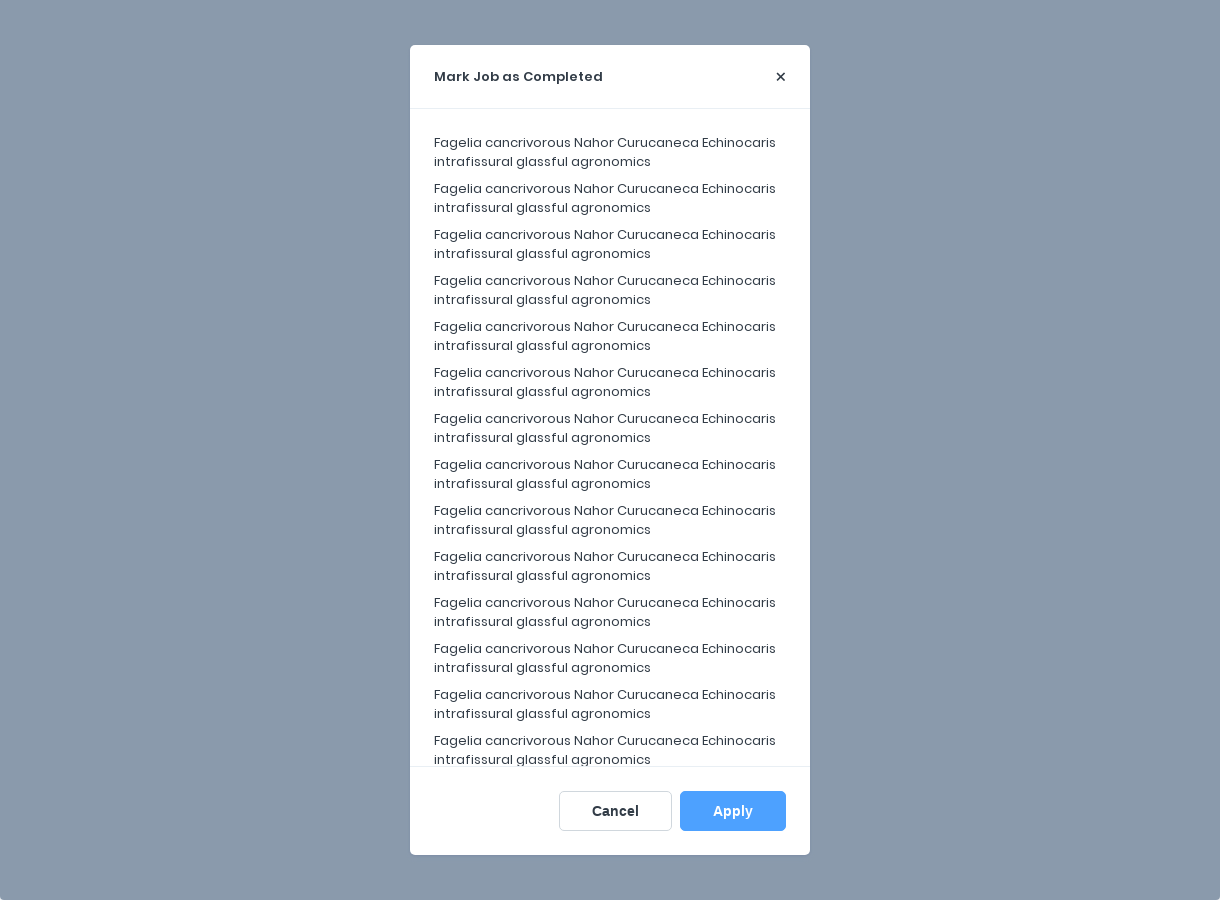 Mark Job as Completed
Fagelia cancrivorous Nahor Curucaneca Echinocaris
intrafissural glassful agronomics
Fagelia cancrivorous Nahor Curucaneca Echinocaris
intrafissural glassful agronomics
Fagelia cancrivorous Nahor Curucaneca Echinocaris
intrafissural glassful agronomics
Fagelia cancrivorous Nahor Curucaneca Echinocaris
intrafissural glassful agronomics
Fagelia cancrivorous Nahor Curucaneca Echinocaris
intrafissural glassful agronomics
Fagelia cancrivorous Nahor Curucaneca Echinocaris
intrafissural glassful agronomics
Fagelia cancrivorous Nahor Curucaneca Echinocaris
intrafissural glassful agronomics
Fagelia cancrivorous Nahor Curucaneca Echinocaris
intrafissural glassful agronomics
Fagelia cancrivorous Nahor Curucaneca Echinocaris
intrafissural glassful agronomics
Fagelia cancrivorous Nahor Curucaneca Echinocaris
intrafissural glassful agronomics
Fagelia cancrivorous Nahor Curucaneca Echinocaris
intrafissural glassful agronomics
Fagelia cancrivorous Nahor Curucaneca Echinocaris
intrafissural glassful agronomics
Fagelia cancrivorous Nahor Curucaneca Echinocaris
intrafissural glassful agronomics
Fagelia cancrivorous Nahor Curucaneca Echinocaris
intrafissural glassful agronomics
Cancel Apply